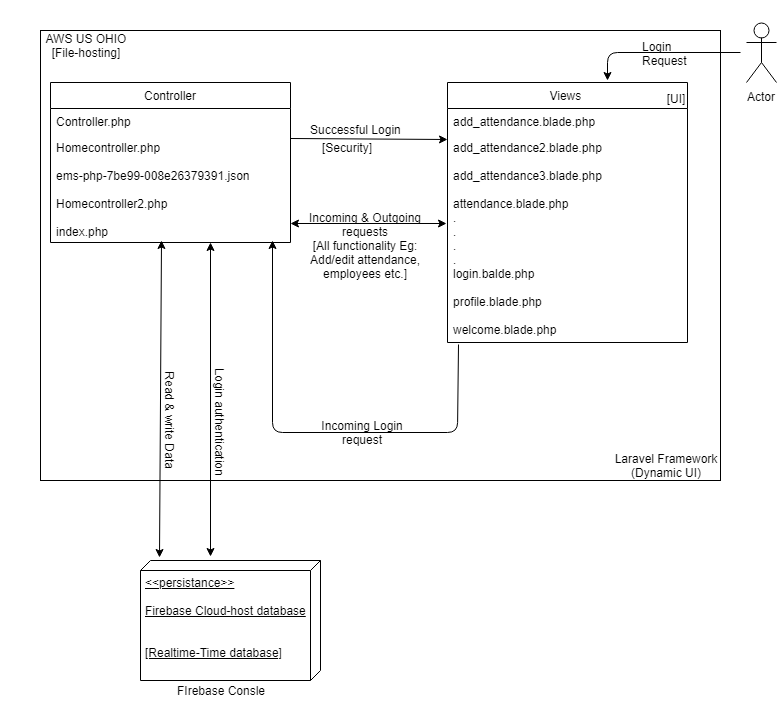 AWS US OHIO
[File-hosting]
Login
Request
Actor
Controller
Controller.php
Homecontroller.php
ems-php-7be99-008e26379391.json
Homecontroller2.php
index.php
Successful Login
[Security]
Incoming & Outgoing
requests
[All functionality Eg:
Add/edit attendance,
employees etc.]
Views
[UI]
add_attendance.blade.php
add_attendance2.blade.php
add_attendance3.blade.php
attendance.blade.php
.
.
.
.
login.balde.php
profile.blade.php
welcome.blade.php
Read & write Data
Login authentication
Incoming Login
request
Laravel Framework
(Dynamic UI)
<<persistance>>
Firebase Cloud-host database
[Realtime-Time database]
FIrebase Consle